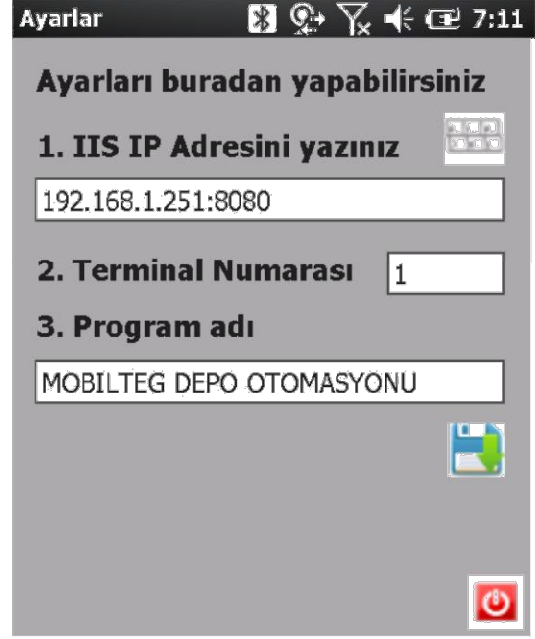 Ayarlar 7:11
Ayarları buradan yapabilirsiniz
1. IIS IP Adresini yazınız
192.168.1.251:8080
2. Terminal Numarası 1
3. Program adı
MOBILTEG DEPO OTOMASYONU